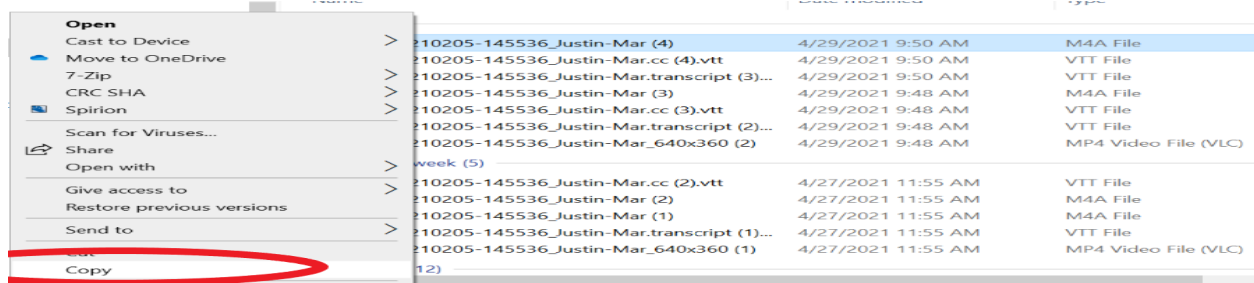 Name Date modified Type
Open
Cast to Device >
Move to OneDrive
7-Zip >
CRC SHA >
Spirion >
Scan for Viruses...
Share
Open with >
Give access to >
Restore previous versions
Send to >
Cut
Copy
210205-145536_Justin-Mar (4) 4/29/2021 9:50 AM M4A File
210205-145536_Justin-Mar.cc (4).vtt 4/29/2021 9:50 AM VTT File
210205-145536_Justin-Mar.transcript (3)... 4/29/2021 9:50 AM VTT File
210205-145536_Justin-Mar (3) 4/29/2021 9:48 AM M4A File
210205-145536_Justin-Mar.cc (3).vtt 4/29/2021 9:48 AM VTT File
210205-145536_Justin-Mar.transcript (2)... 4/29/2021 9:48 AM VTT File
210205-145536_Justin-Mar_640x360 (2) 4/29/2021 9:48 AM MP4 Video File (VLC)
week (5)
210205-145536_Justin-Mar.cc (2).vtt 4/27/2021 11:55 AM VTT File
210205-145536_Justin-Mar (2) 4/27/2021 11:55 AM M4A File
210205-145536_Justin-Mar (1) 4/27/2021 11:55 AM M4A File
210205-145536_Justin-Mar.transcript (1)... 4/27/2021 11:55 AM VTT File
210205-145536_Justin-Mar_640x360 (1) 4/27/2021 11:55 AM MP4 Video File (VLC)
12)